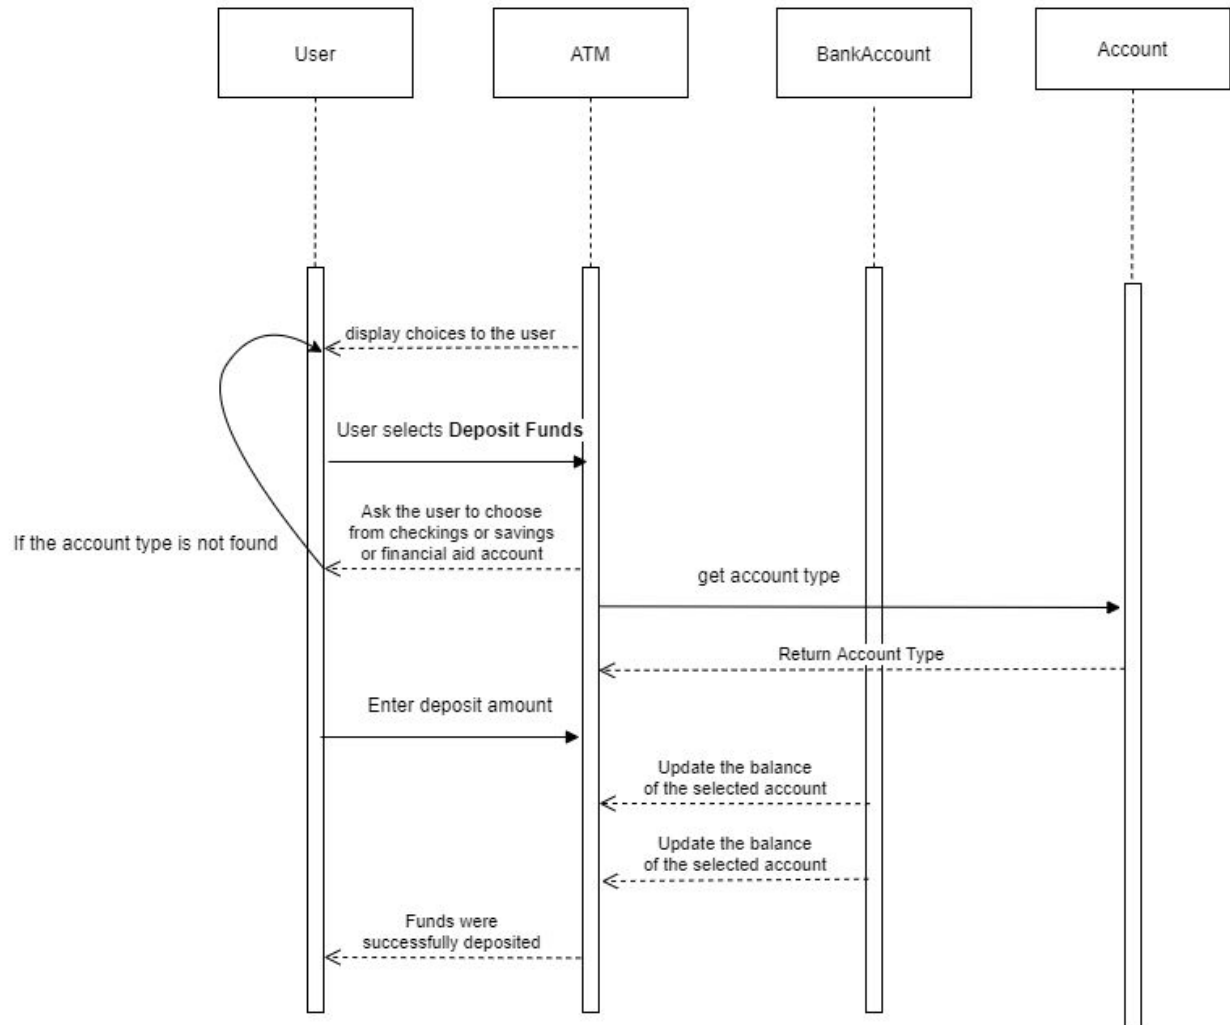 User
ATM
BankAccount
Account
display choices to the user
User selects Deposit Funds
Ask the user to choose
from checkings or savings
or financial aid account
If the account type is not found
get account type
Return Account Type
Enter deposit amount
Update the balance
of the selected account
Update the balance
of the selected account
Funds were
successfully deposited